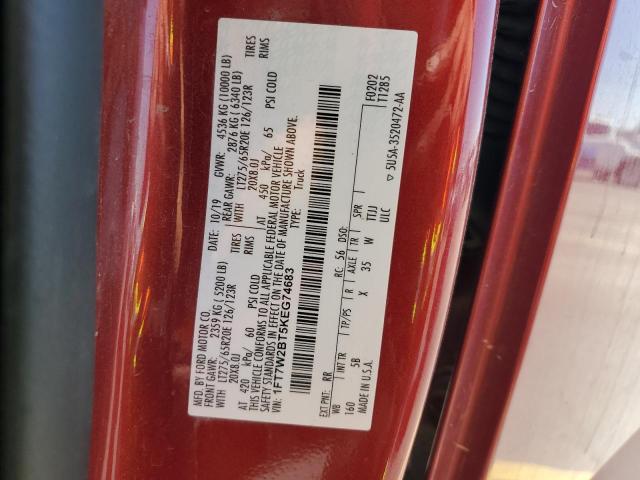 MFD. BY FORD MOTOR CO.
DATE: 10/19 GVWR: 4536 KG (10000 LB)
FRONT GAWR: 2359 KG (5200 LB) REAR GAWR: 2876 KG (6340 LB)
WITH LT275/65R20E 126/123R TIRES WITH LT275/65R20E 126/123R TIRES
20X8.0J RIMS 20X8.0J RIMS
AT 420 kPa/ 60 PSI COLD AT 450 kPa/ 65 PSI COLD
THIS VEHICLE CONFORMS TO ALL APPLICABLE FEDERAL MOTOR VEHICLE
SAFETY STANDARDS IN EFFECT ON THE DATE OF MANUFACTURE SHOWN ABOVE.
VIN: 1FT7W2BT5KEG74683 TYPE: Truck
F0202
T1285
EXT PNT: RR RC: 56 DSO:
WB INT TR TP/PS R AXLE TR SPR
160 5B X 35 W TTJJ
MADE IN U.S.A. ULC
▽ 5U5A-3520472-AA